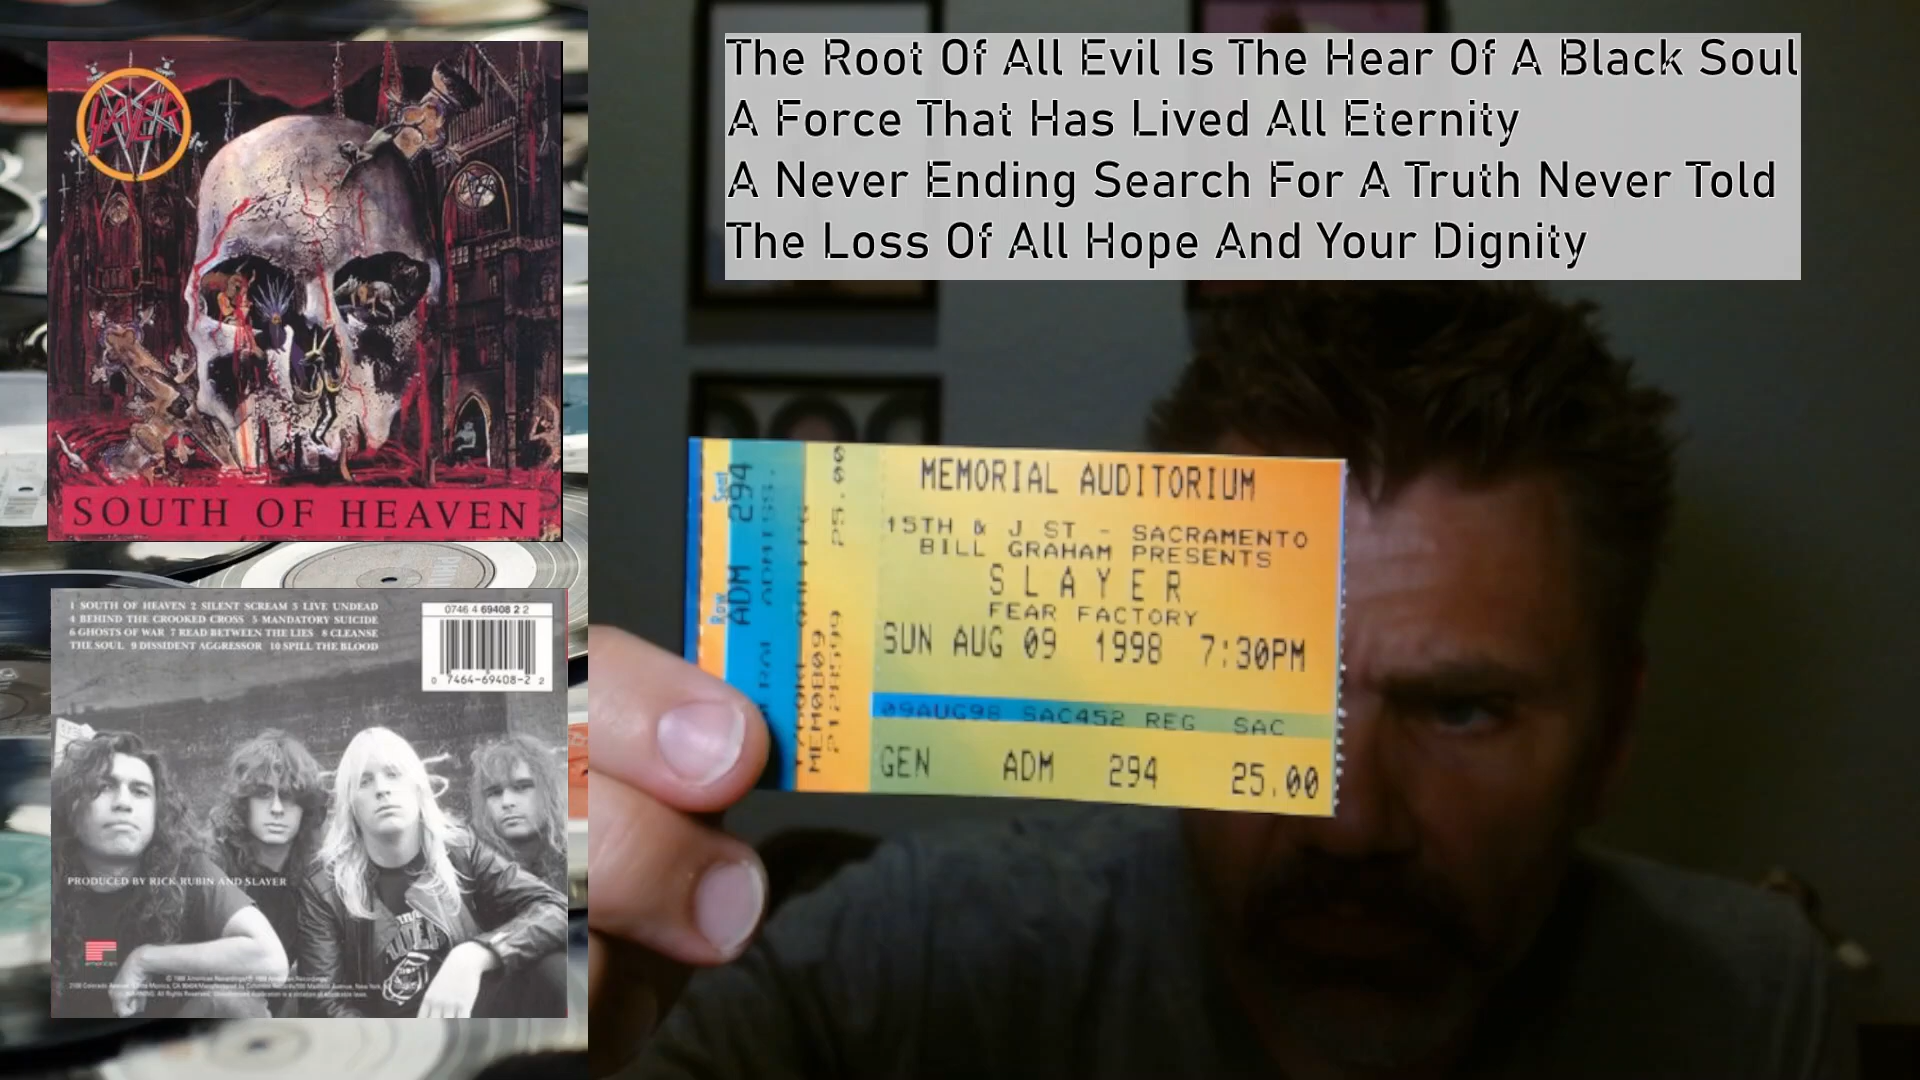 SLAYER
SOUTH OF HEAVEN
1 SOUTH OF HEAVEN 2 SILENT SCREAM 3 LIVE UNDEAD
4 BEHIND THE CROOKED CROSS 5 MANDATORY SUICIDE
6 GHOSTS OF WAR 7 READ BETWEEN THE LIES 8 CLEANSE
THE SOUL 9 DISSIDENT AGGRESSOR 10 SPILL THE BLOOD
0746 4 69408 2 2
0 7464-69408-2 2
PRODUCED BY RICK RUBIN AND SLAYER
american
The Root Of All Evil Is The Hear Of A Black Soul
A Force That Has Lived All Eternity
A Never Ending Search For A Truth Never Told
The Loss Of All Hope And Your Dignity
Seat
294
Row
ADM
25.00
MEM0809
MEMORIAL AUDITORIUM
15TH & J ST - SACRAMENTO
BILL GRAHAM PRESENTS
SLAYER
FEAR FACTORY
SUN AUG 09 1998 7:30PM
09AUG98 SAC452 REG SAC
GEN ADM 294 25.00